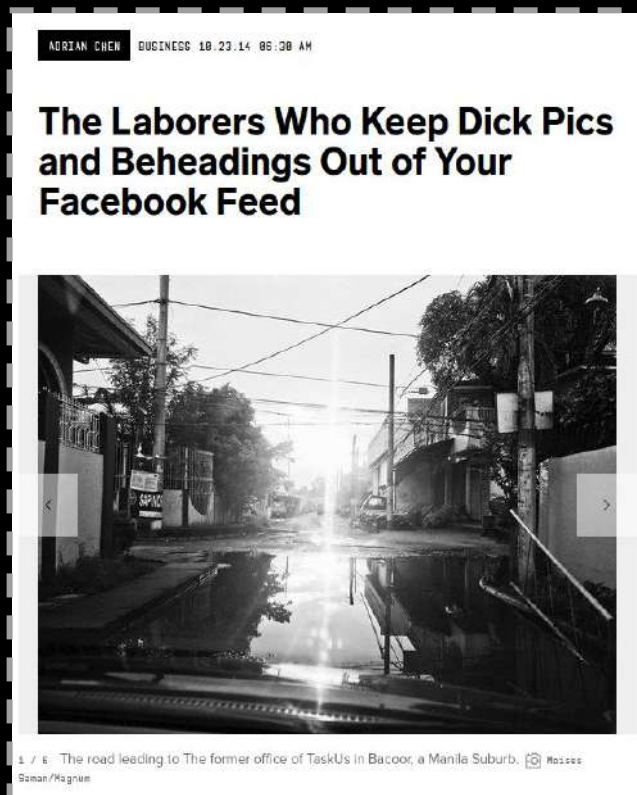 ADRIAN CHEN BUSINESS 10.23.14 06:30 AM
The Laborers Who Keep Dick Pics
and Beheadings Out of Your
Facebook Feed
1 / 6 The road leading to The former office of TaskUs in Bacoor, a Manila Suburb. Moises
Saman/Magnum